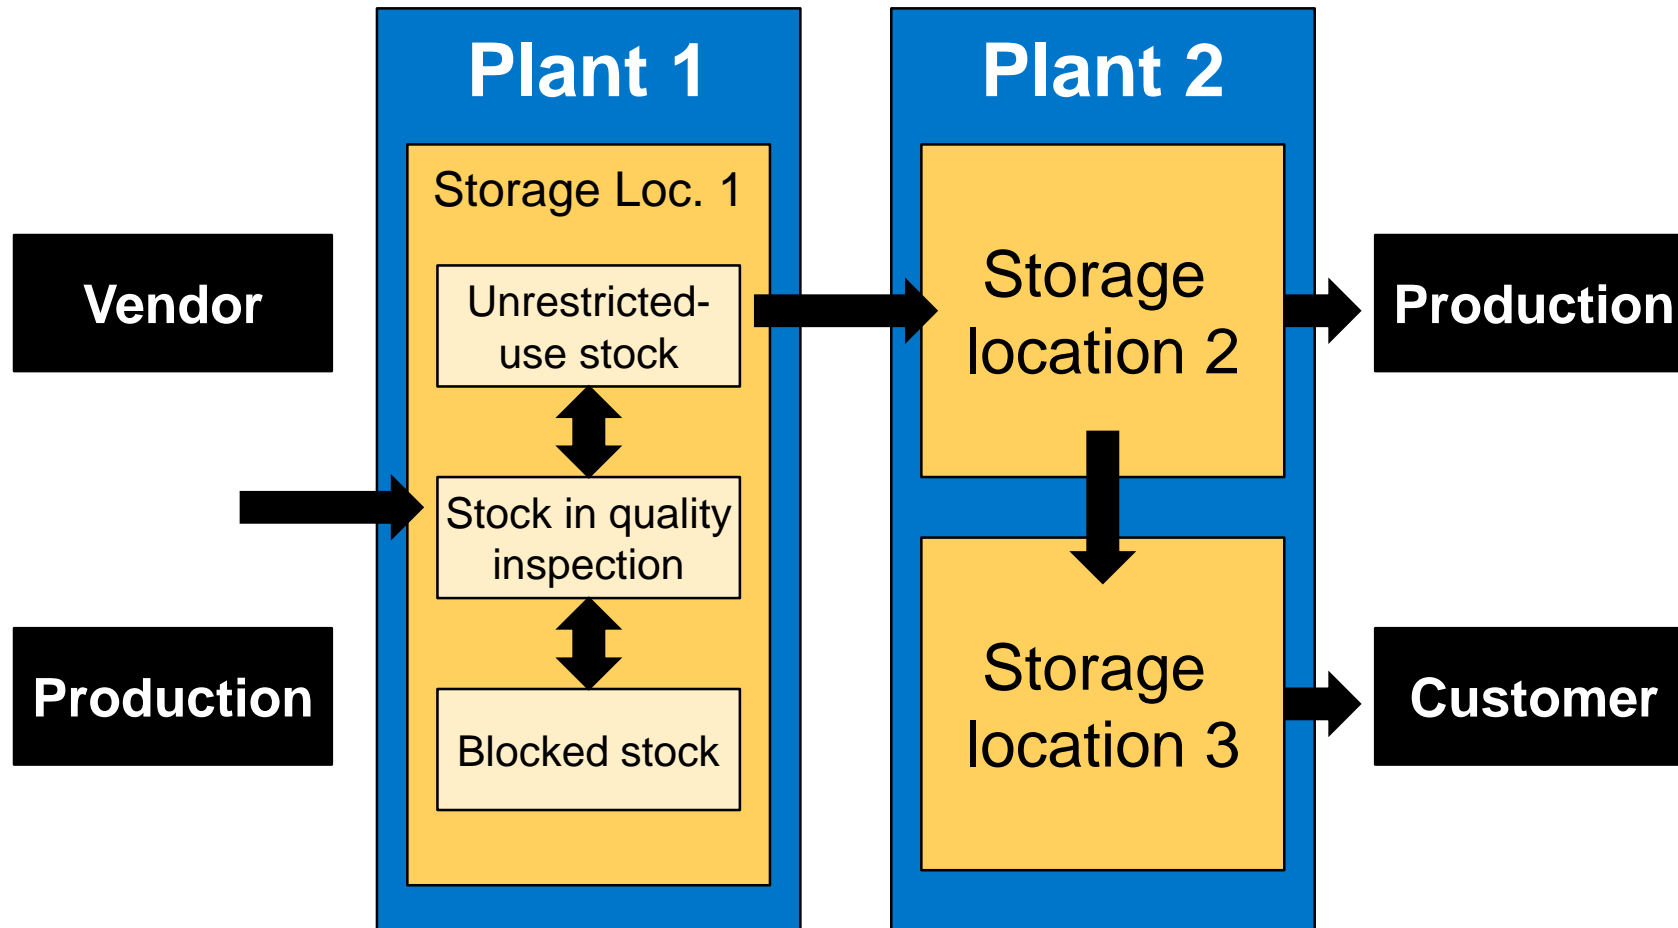 Plant 1
Plant 2
Storage Loc. 1
Vendor
Unrestricted-
use stock
Storage
location 2
Production
Stock in quality
inspection
Production
Blocked stock
Storage
location 3
Customer